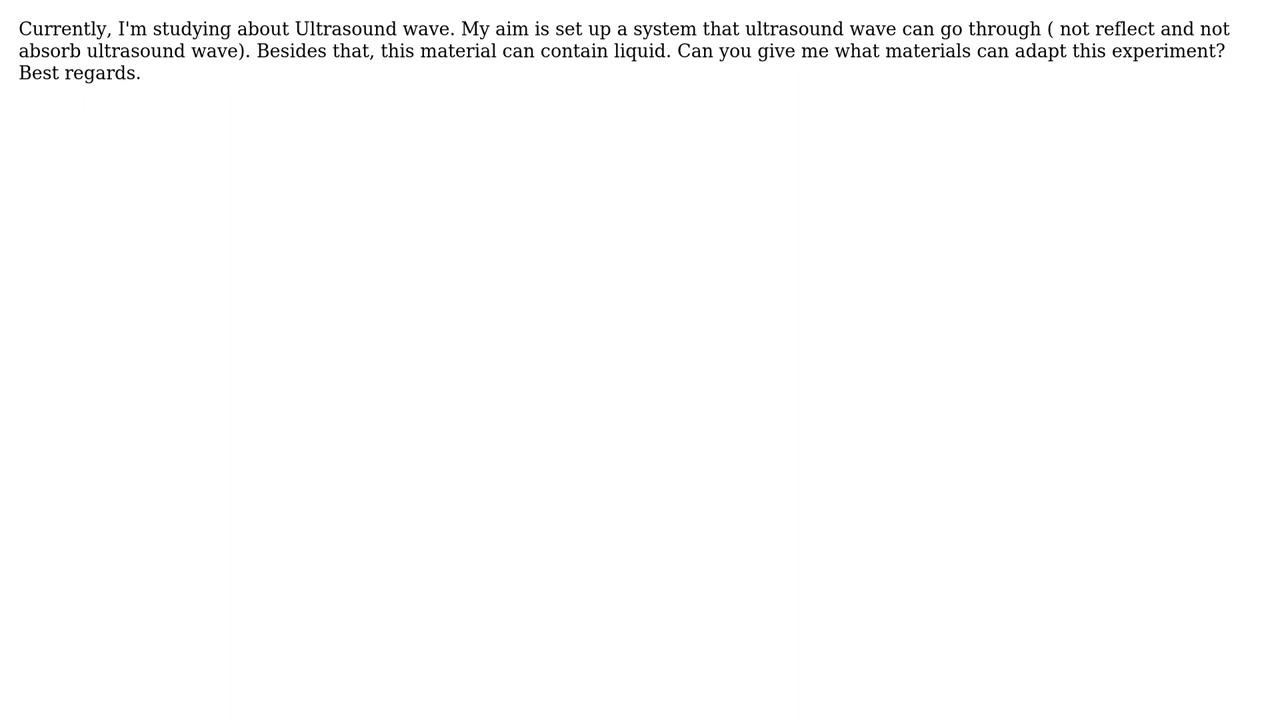 Currently, I'm studying about Ultrasound wave. My aim is set up a system that ultrasound wave can go through ( not reflect and not
absorb ultrasound wave). Besides that, this material can contain liquid. Can you give me what materials can adapt this experiment?
Best regards.